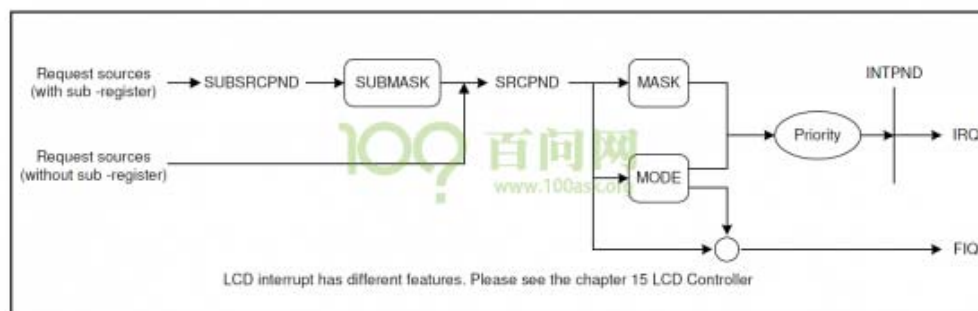 Request sources
(with sub -register)
SUBSRCPND
SUBMASK
SRCPND
MASK
INTPND
Priority
IRQ
Request sources
(without sub -register)
100?
百问网
www.100ask.org
MODE
FIQ
LCD interrupt has different features. Please see the chapter 15 LCD Controller